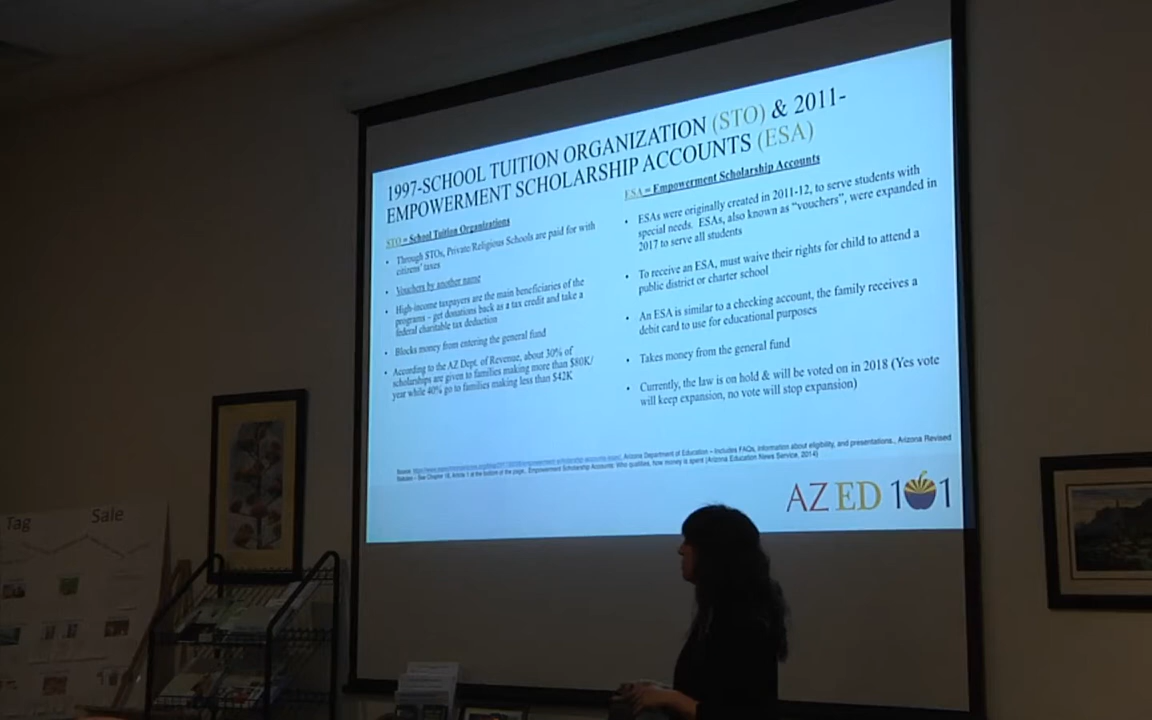 1997-SCHOOL TUITION ORGANIZATION (STO) & 2011-
EMPOWERMENT SCHOLARSHIP ACCOUNTS (ESA)
STO = School Tuition Organizations
• Through STOs, Private/Religious Schools are paid for with
citizens' taxes
• Vouchers by another name
• High-income taxpayers are the main beneficiaries of the
programs – get donations back as a tax credit and take a
federal charitable tax deduction
• Blocks money from entering the general fund
• According to the AZ Dept. of Revenue, about 30% of
scholarships are given to families making more than $80K/
year while 40% go to families making less than $42K
ESA = Empowerment Scholarship Accounts
• ESAs were originally created in 2011-12, to serve students with
special needs. ESAs, also known as "vouchers", were expanded in
2017 to serve all students
• To receive an ESA, must waive their rights for child to attend a
public district or charter school
• An ESA is similar to a checking account, the family receives a
debit card to use for educational purposes
• Takes money from the general fund
• Currently, the law is on hold & will be voted on in 2018 (Yes vote
will keep expansion, no vote will stop expansion)
Source: Arizona Department of Education – Includes FAQs, information about eligibility, and presentations., Arizona Revised
Statutes – See Chapter 19, Article 1 at the bottom of the page., Empowerment Scholarship Accounts: Who qualifies, how money is spent (Arizona Education News Service, 2014)
AZ ED 101
Tag Sale